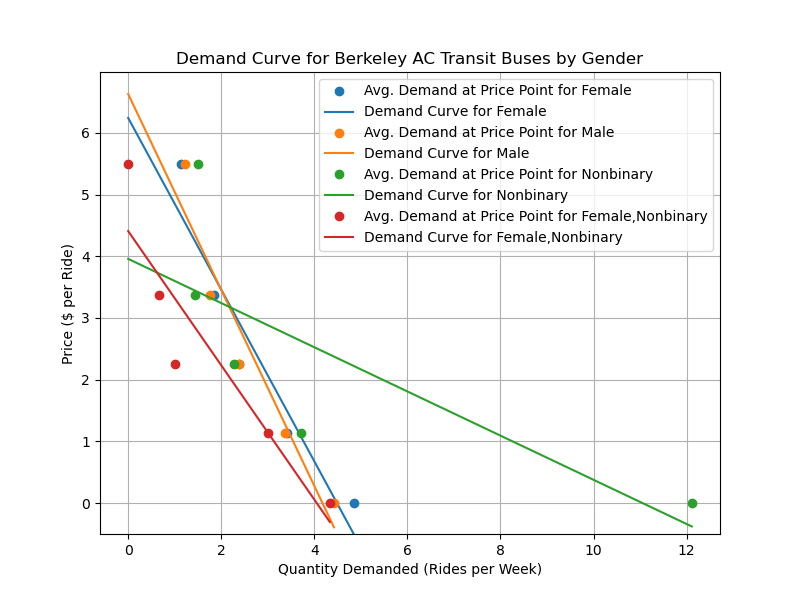 Demand Curve for Berkeley AC Transit Buses by Gender
Avg. Demand at Price Point for Female
Demand Curve for Female
Avg. Demand at Price Point for Male
Demand Curve for Male
Avg. Demand at Price Point for Nonbinary
Demand Curve for Nonbinary
Avg. Demand at Price Point for Female,Nonbinary
Demand Curve for Female,Nonbinary
Price ($ per Ride)
6
5
4
3
2
1
0
0 2 4 6 8 10 12
Quantity Demanded (Rides per Week)